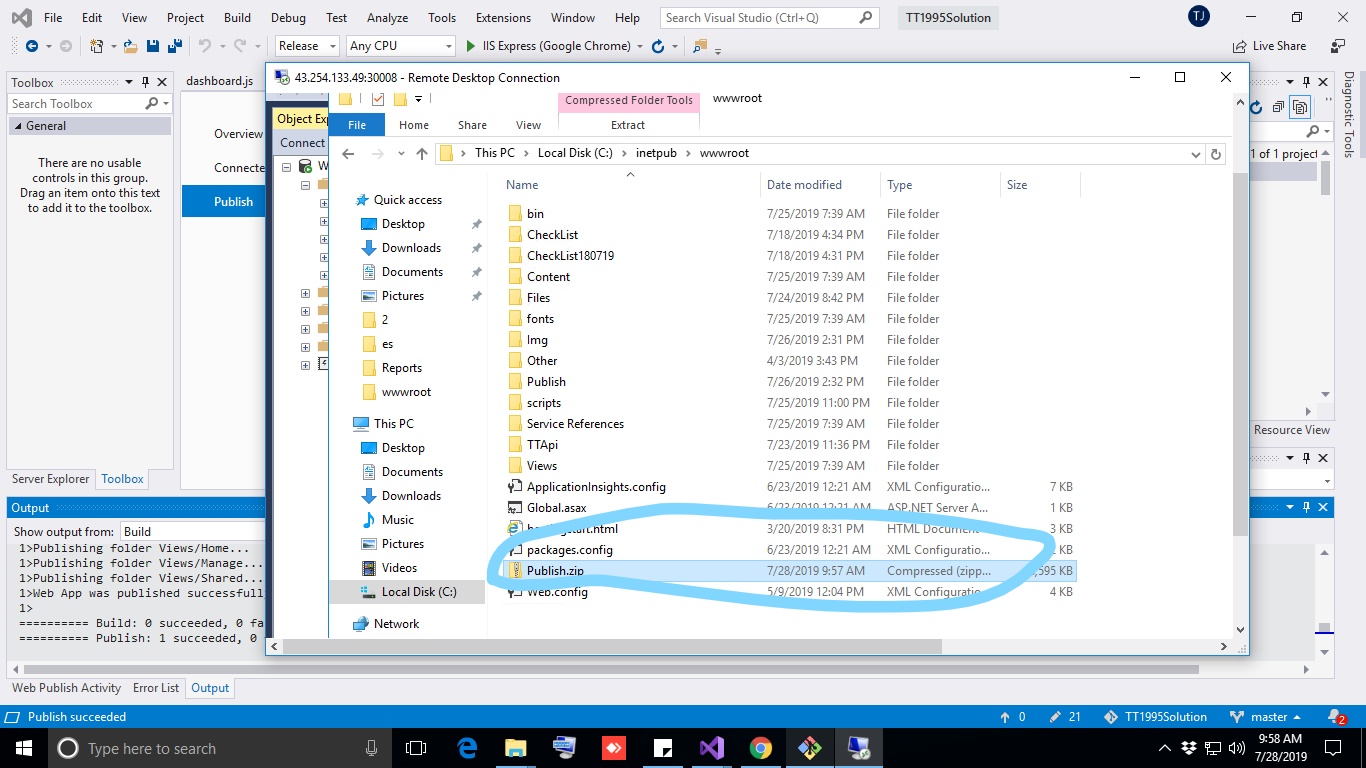 File Edit View Project Build Debug Test Analyze Tools Extensions Window Help Search Visual Studio (Ctrl+Q) TT1995Solution TJ
Release Any CPU IIS Express (Google Chrome) Live Share
Toolbox
Search Toolbox
General
There are no usable
controls in this group.
Drag an item onto this text
to add it to the toolbox.
Server Explorer Toolbox
dashboard.js
Overview
Connecte
Publish
43.254.133.49:30008 - Remote Desktop Connection
Object Exp
Connect
W
Compressed Folder Tools wwwroot
File Home Share View Extract
This PC Local Disk (C:) inetpub wwwroot
Quick access
Desktop
Downloads
Documents
Pictures
2
es
Reports
wwwroot
This PC
Desktop
Documents
Downloads
Music
Pictures
Videos
Local Disk (C:)
Network
Name Date modified Type Size
bin 7/25/2019 7:39 AM File folder
CheckList 7/18/2019 4:34 PM File folder
CheckList180719 7/18/2019 4:31 PM File folder
Content 7/25/2019 7:39 AM File folder
Files 7/24/2019 8:42 PM File folder
fonts 7/25/2019 7:39 AM File folder
Img 7/26/2019 2:31 PM File folder
Other 4/3/2019 3:43 PM File folder
Publish 7/26/2019 2:32 PM File folder
scripts 7/25/2019 11:00 PM File folder
Service References 7/25/2019 7:39 AM File folder
TTApi 7/23/2019 11:36 PM File folder
Views 7/25/2019 7:39 AM File folder
ApplicationInsights.config 6/23/2019 12:21 AM XML Configuratio... 7 KB
Global.asax 6/23/2019 12:21 AM ASP.NET Server A... 1 KB
3/20/2019 8:31 PM HTML Document 3 KB
packages.config 6/23/2019 12:21 AM XML Configuratio... KB
Publish.zip 7/28/2019 9:57 AM Compressed (zipp... ,595 KB
Web.config 5/9/2019 12:04 PM XML Configuratio 4 KB
Diagnostic Tools
1 of 1 project
Resource View
Output
Show output from: Build
1>Publishing folder Views/Home...
1>Publishing folder Views/Manage...
1>Publishing folder Views/Shared...
1>Web App was published successfull
1>
========== Build: 0 succeeded, 0 fa
========== Publish: 1 succeeded, 0
Web Publish Activity Error List Output
Publish succeeded 0 21 TT1995Solution master 2
Type here to search 9:58 AM
7/28/2019